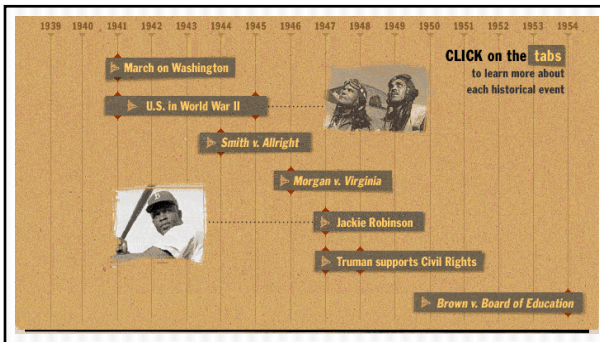 1939 1940 1941 1942 1943 1944 1945 1946 1947 1948 1949 1950 1951 1952 1953 1954
CLICK on the tabs
to learn more about
each historical event
March on Washington
U.S. in World War II
Smith v. Allright
Morgan v. Virginia
Jackie Robinson
Truman supports Civil Rights
Brown v. Board of Education